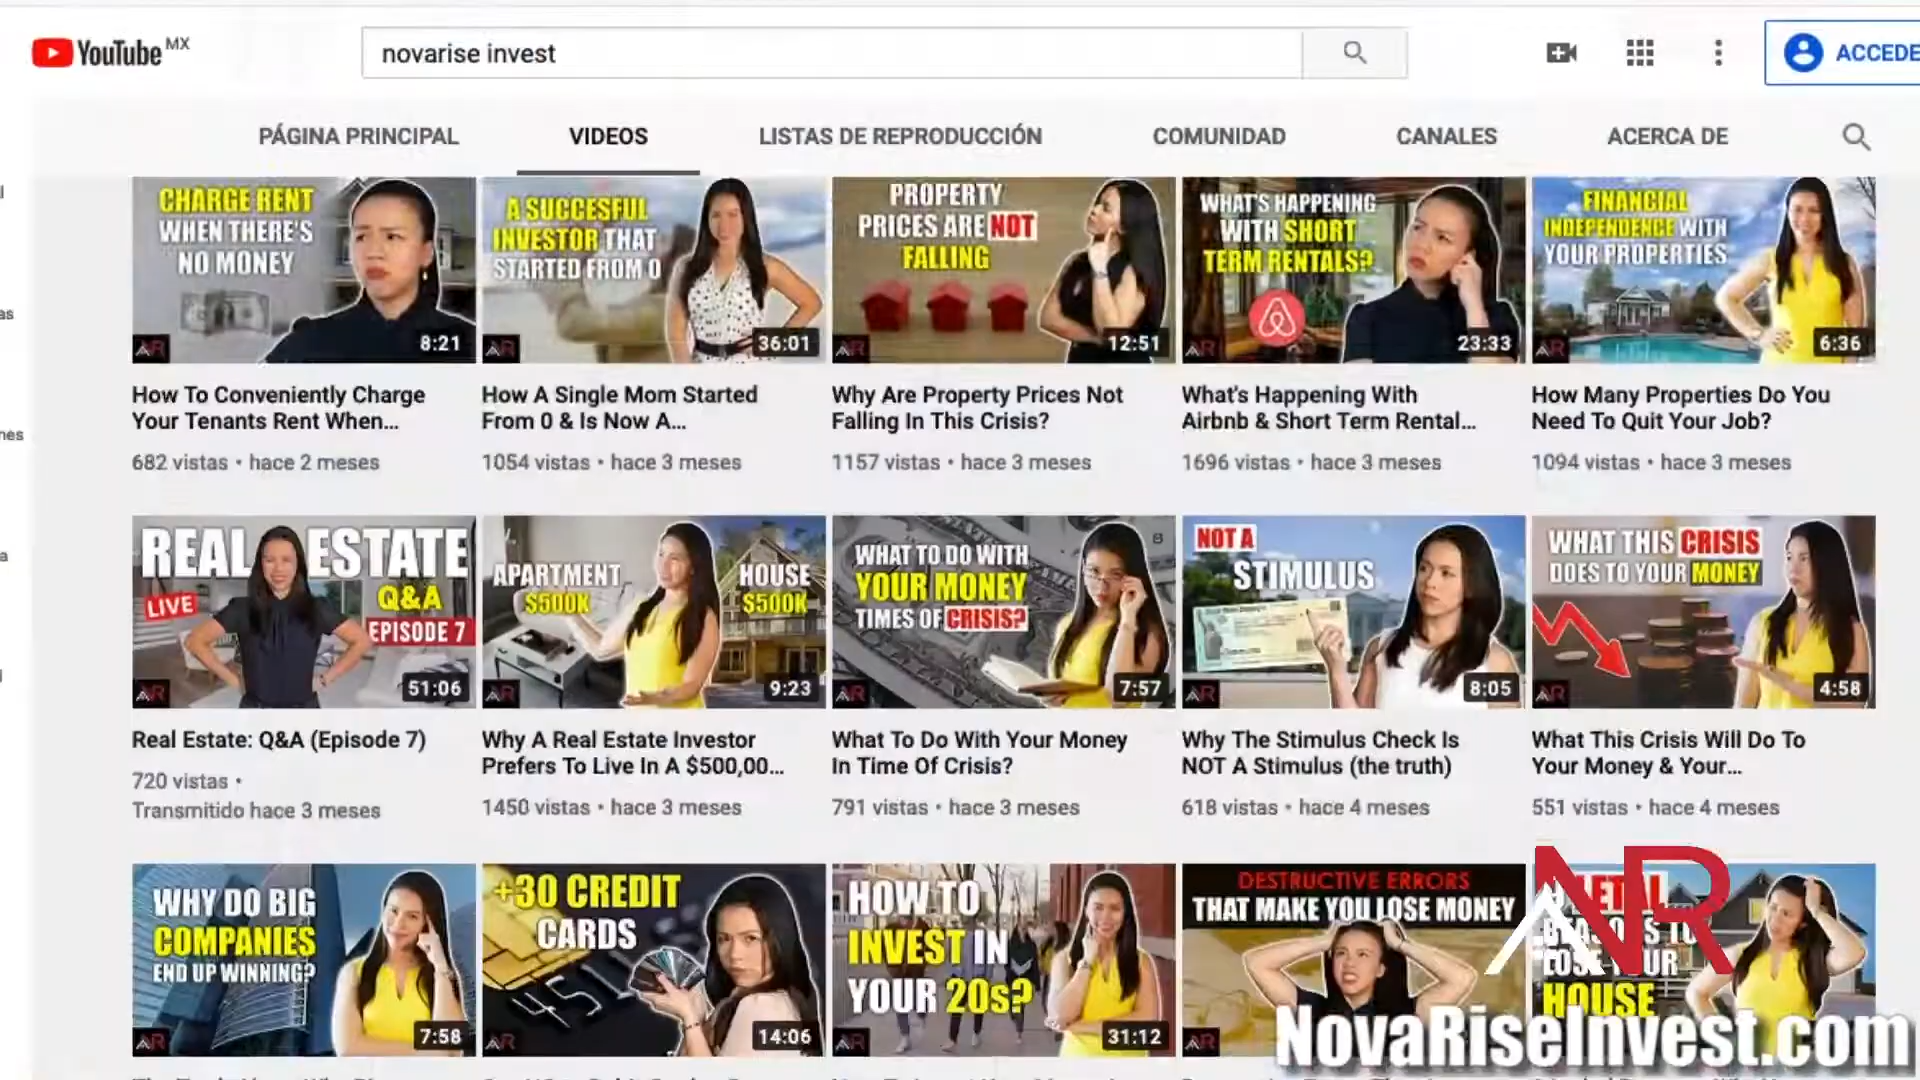 YouTube MX
novarise invest
ACCEDE
PÁGINA PRINCIPAL
VIDEOS
LISTAS DE REPRODUCCIÓN
COMUNIDAD
CANALES
ACERCA DE
CHARGE RENT
WHEN THERE'S
NO MONEY
8:21
A SUCCESFUL
INVESTOR THAT
STARTED FROM 0
36:01
PROPERTY
PRICES ARE NOT
FALLING
12:51
WHAT'S HAPPENING
WITH SHORT
TERM RENTALS?
23:33
FINANCIAL
INDEPENDENCE WITH
YOUR PROPERTIES
6:36
How To Conveniently Charge
Your Tenants Rent When...
682 vistas • hace 2 meses
How A Single Mom Started
From 0 & Is Now A...
1054 vistas • hace 3 meses
Why Are Property Prices Not
Falling In This Crisis?
1157 vistas • hace 3 meses
What's Happening With
Airbnb & Short Term Rental...
1696 vistas • hace 3 meses
How Many Properties Do You
Need To Quit Your Job?
1094 vistas • hace 3 meses
REAL ESTATE
LIVE
Q&A
EPISODE 7
51:06
APARTMENT
$500K
HOUSE
$500K
9:23
WHAT TO DO WITH
YOUR MONEY
TIMES OF CRISIS?
7:57
NOT A
STIMULUS
8:05
WHAT THIS CRISIS
DOES TO YOUR MONEY
4:58
Real Estate: Q&A (Episode 7)
720 vistas •
Transmitido hace 3 meses
Why A Real Estate Investor
Prefers To Live In A $500,00...
1450 vistas • hace 3 meses
What To Do With Your Money
In Time Of Crisis?
791 vistas • hace 3 meses
Why The Stimulus Check Is
NOT A Stimulus (the truth)
618 vistas • hace 4 meses
What This Crisis Will Do To
Your Money & Your...
551 vistas • hace 4 meses
WHY DO BIG
COMPANIES
END UP WINNING?
7:58
+30 CREDIT
CARDS
14:06
HOW TO
INVEST IN
YOUR 20s?
31:12
DESTRUCTIVE ERRORS
THAT MAKE YOU LOSE MONEY
HOUSE
NR
NovaRiseInvest.com